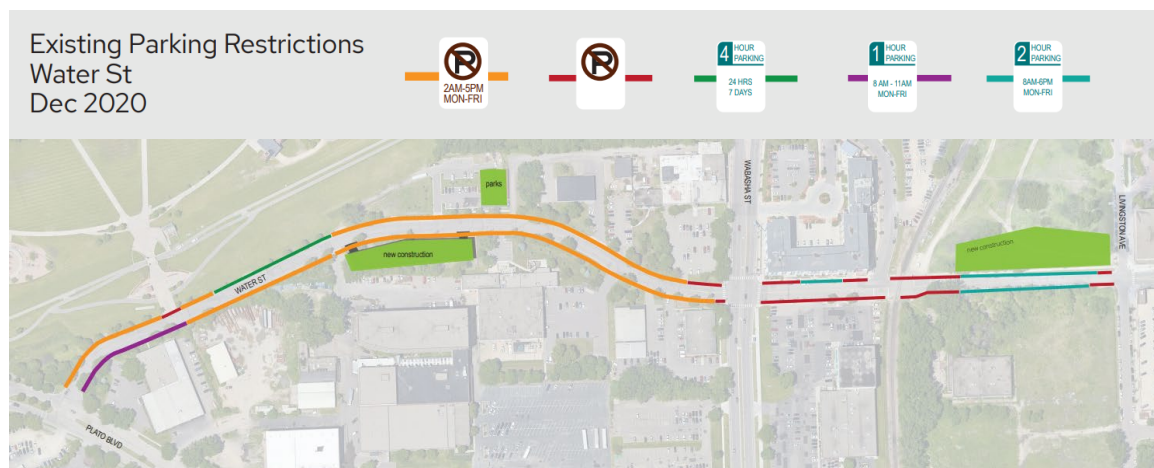 Existing Parking Restrictions
Water St
Dec 2020
P
2AM-5PM
MON-FRI
P
4 HOUR
PARKING
24 HRS
7 DAYS
1 HOUR
PARKING
8 AM - 11AM
MON-FRI
2 HOUR
PARKING
8AM-6PM
MON-FRI
parks
new construction
WATER ST
PLATO BLVD
WABASHA ST
new construction
LIVINGSTON AVE